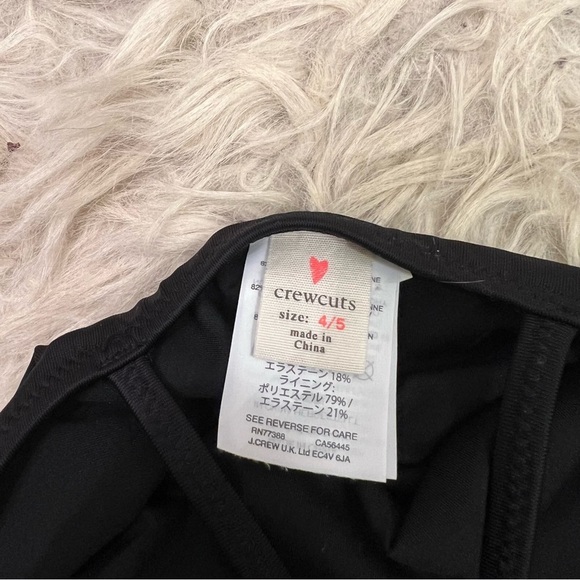 crewcuts
size: 4/5
made in
China
エラステーン 18%
ライニング:
ポリエステル 79% /
エラステーン 21%
SEE REVERSE FOR CARE
RN77388 CA56445
J.CREW U.K. Ltd EC4V 6JA